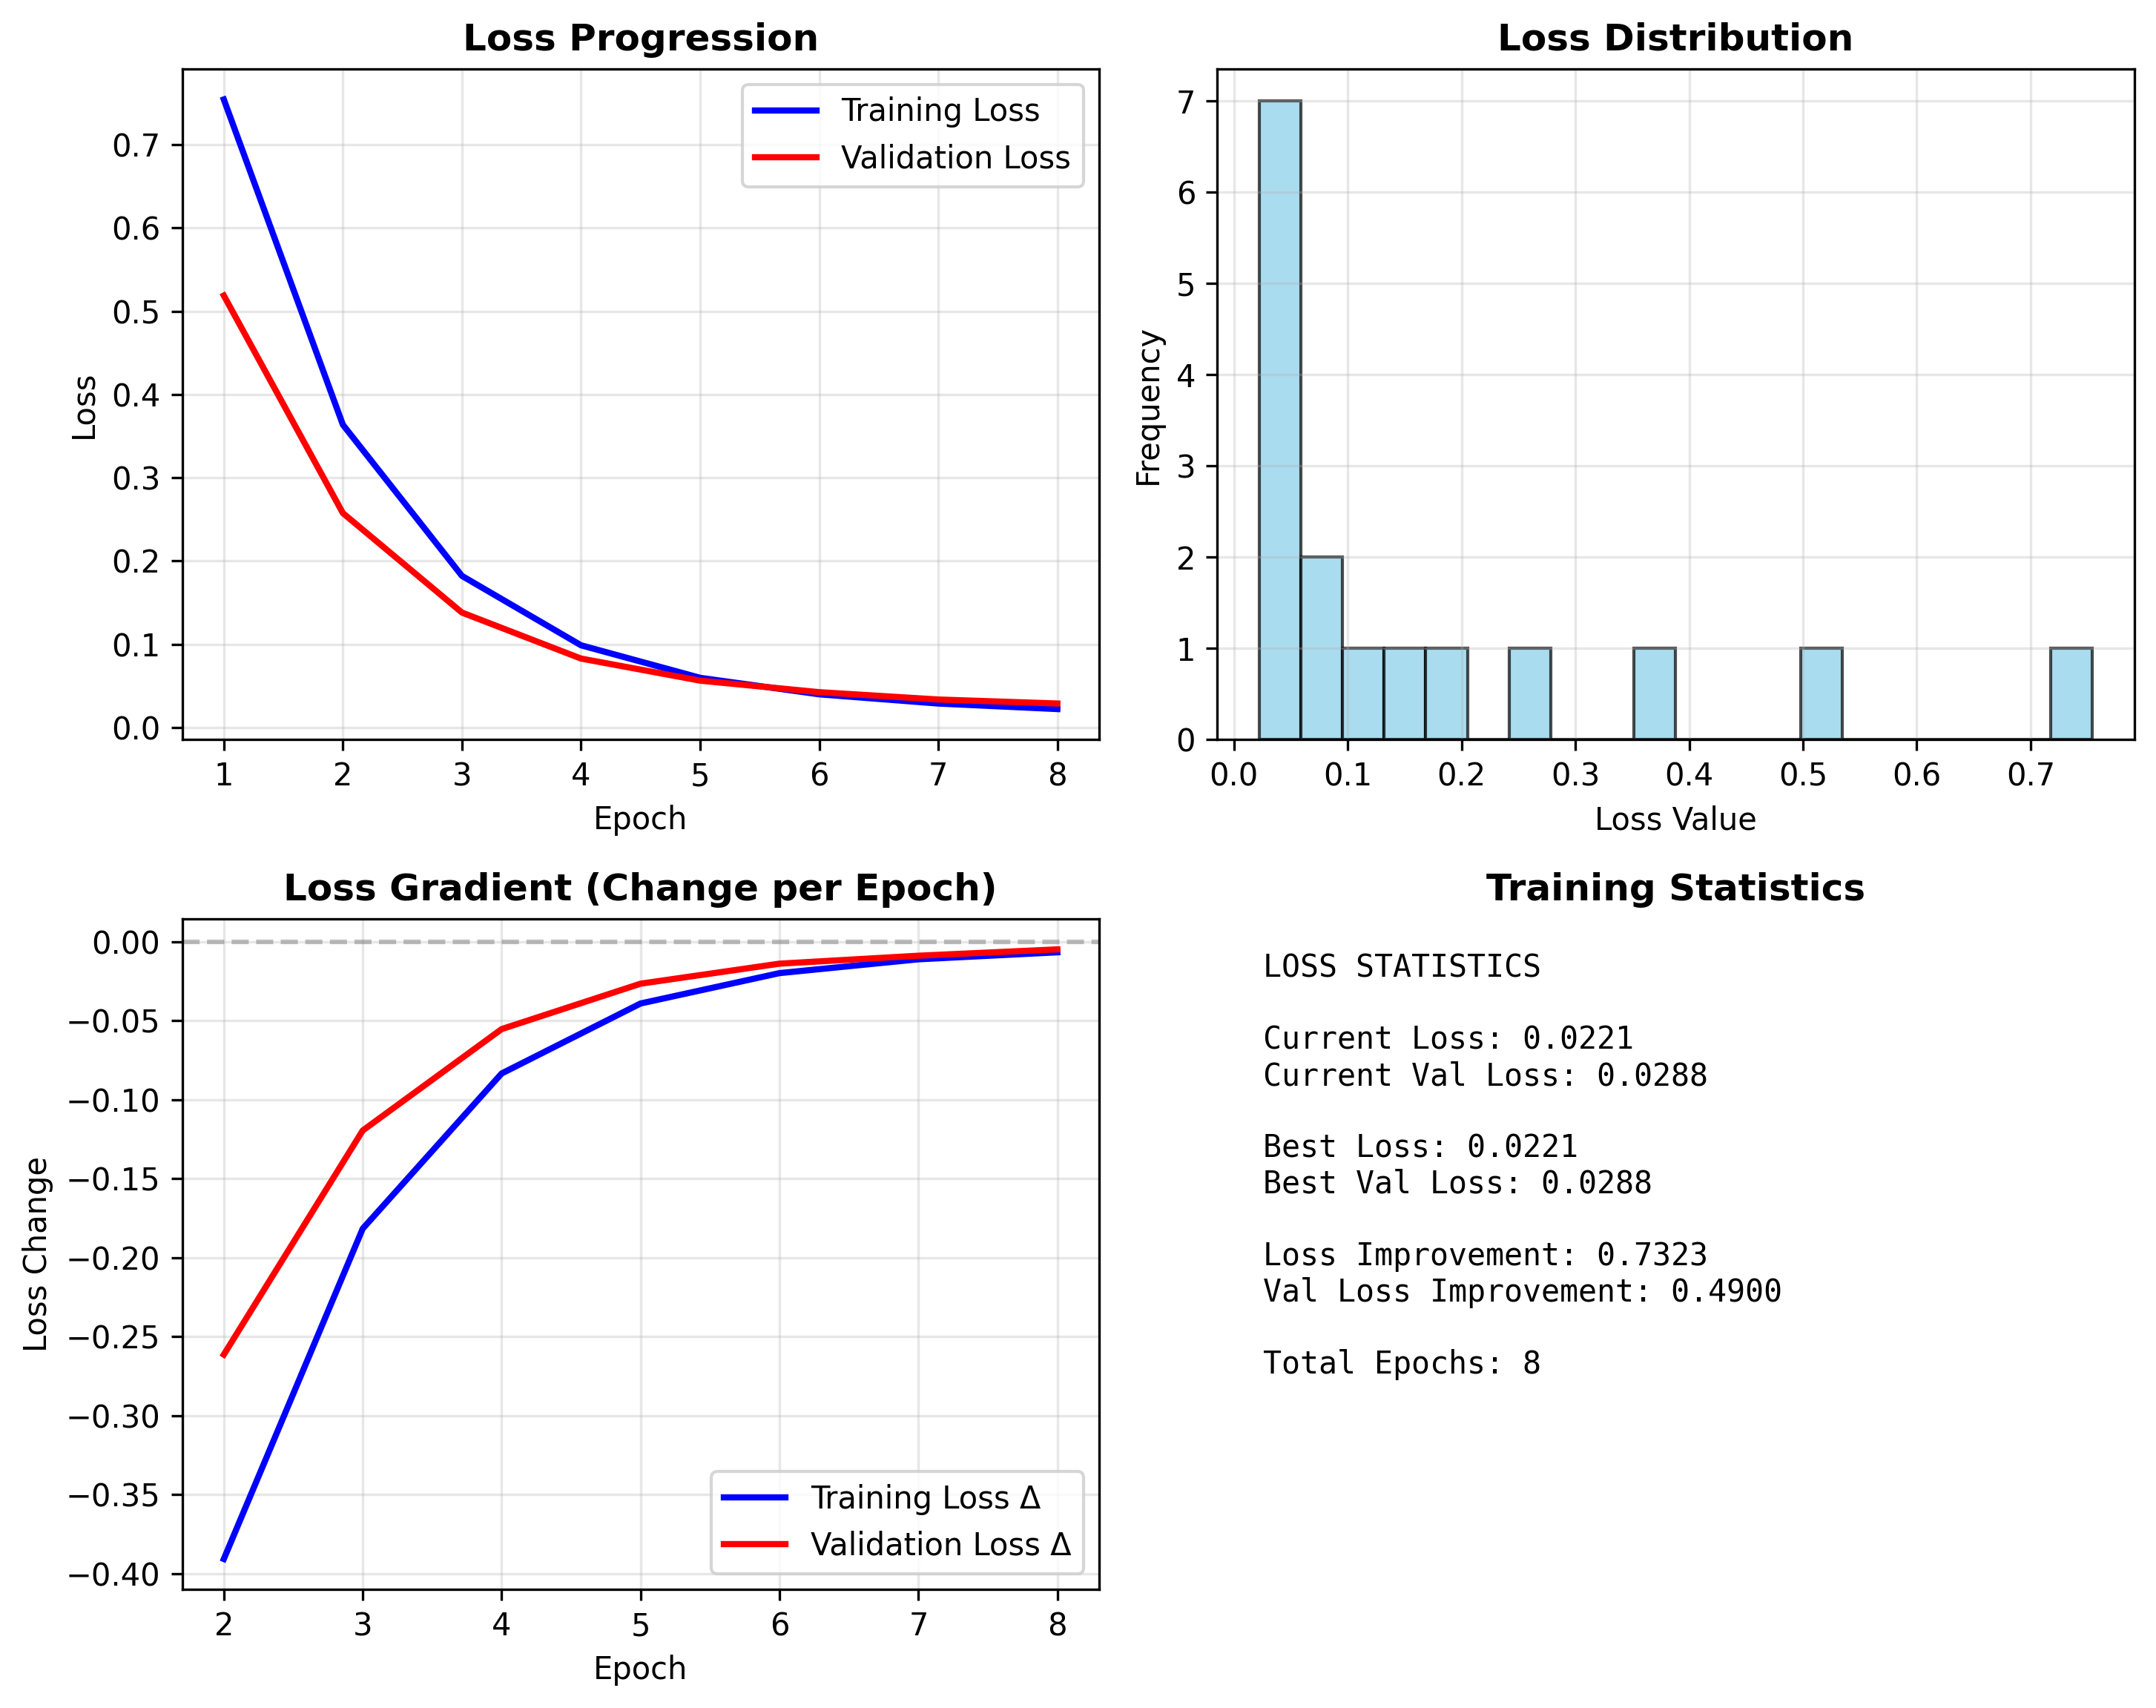 Loss Progression
Training Loss
Validation Loss
0.7
0.6
0.5
0.4
0.3
0.2
0.1
0.0
Loss
1 2 3 4 5 6 7 8
Epoch
Loss Distribution
7
6
5
4
3
2
1
0
Frequency
0.0 0.1 0.2 0.3 0.4 0.5 0.6 0.7
Loss Value
Loss Gradient (Change per Epoch)
0.00
−0.05
−0.10
−0.15
−0.20
−0.25
−0.30
−0.35
−0.40
Loss Change
Training Loss Δ
Validation Loss Δ
2 3 4 5 6 7 8
Epoch
Training Statistics
LOSS STATISTICS
Current Loss: 0.0221
Current Val Loss: 0.0288
Best Loss: 0.0221
Best Val Loss: 0.0288
Loss Improvement: 0.7323
Val Loss Improvement: 0.4900
Total Epochs: 8